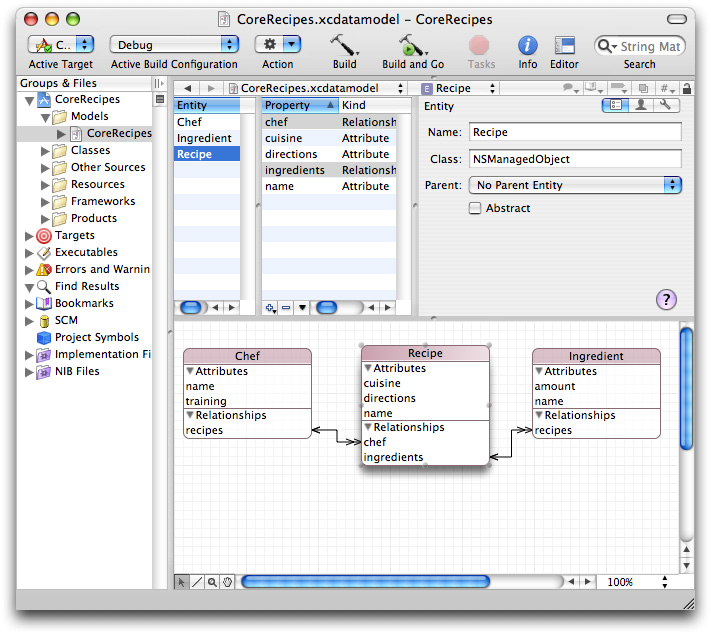 CoreRecipes.xcdatamodel – CoreRecipes
C..
Debug
String Mat
Active Target
Active Build Configuration
Action
Build
Build and Go
Tasks
Info
Editor
Search
Groups & Files
CoreRecipes
Models
CoreRecipes
Classes
Other Sources
Resources
Frameworks
Products
Targets
Executables
Errors and Warnin
Find Results
Bookmarks
SCM
Project Symbols
Implementation Fi
NIB Files
CoreRecipes.xcdatamodel
E Recipe
#
Entity
Chef
Ingredient
Recipe
Property Kind
chef Relationsh
cuisine Attribute
directions Attribute
ingredients Relationsh
name Attribute
Entity
Name: Recipe
Class: NSManagedObject
Parent: No Parent Entity
Abstract
?
Chef
Attributes
name
training
Relationships
recipes
Recipe
Attributes
cuisine
directions
name
Relationships
chef
ingredients
Ingredient
Attributes
amount
name
Relationships
recipes
100%